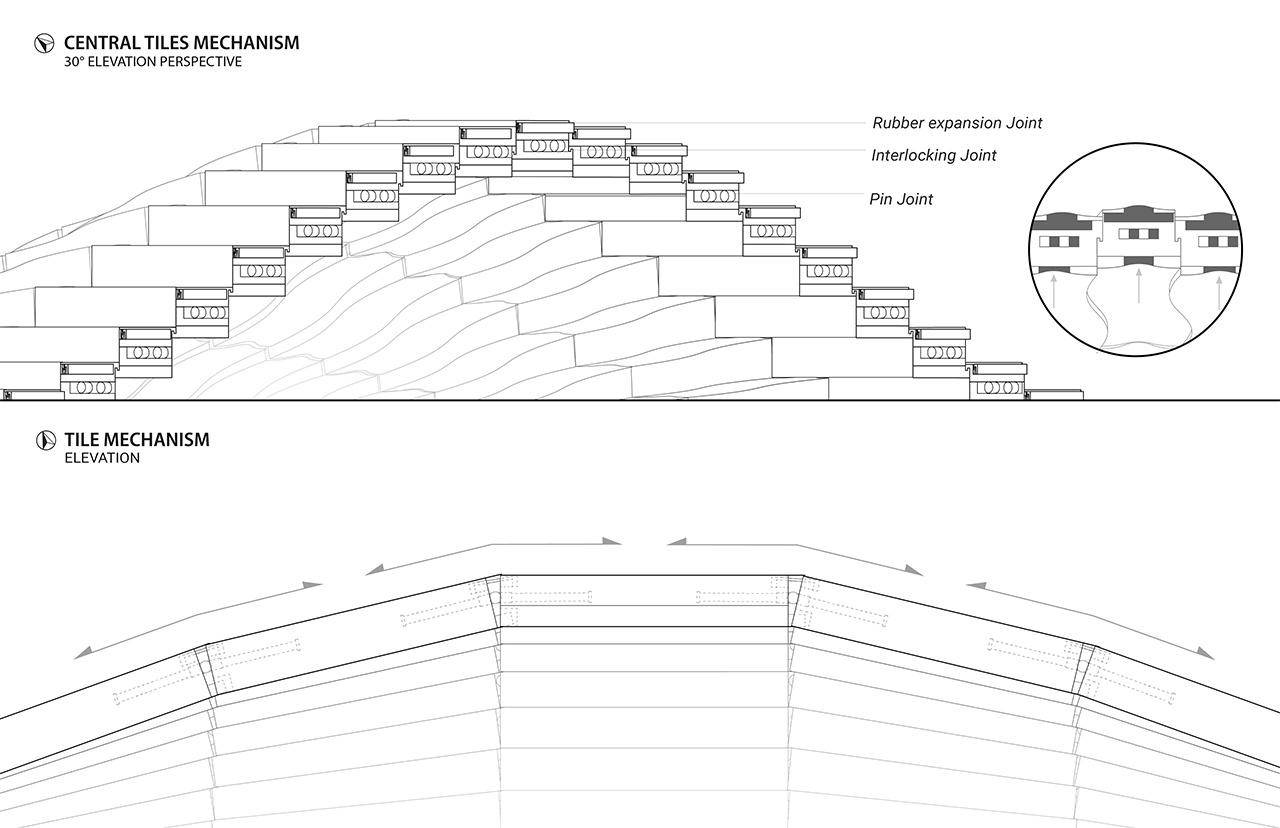 CENTRAL TILES MECHANISM
30° ELEVATION PERSPECTIVE
Rubber expansion Joint
Interlocking Joint
Pin Joint
TILE MECHANISM
ELEVATION